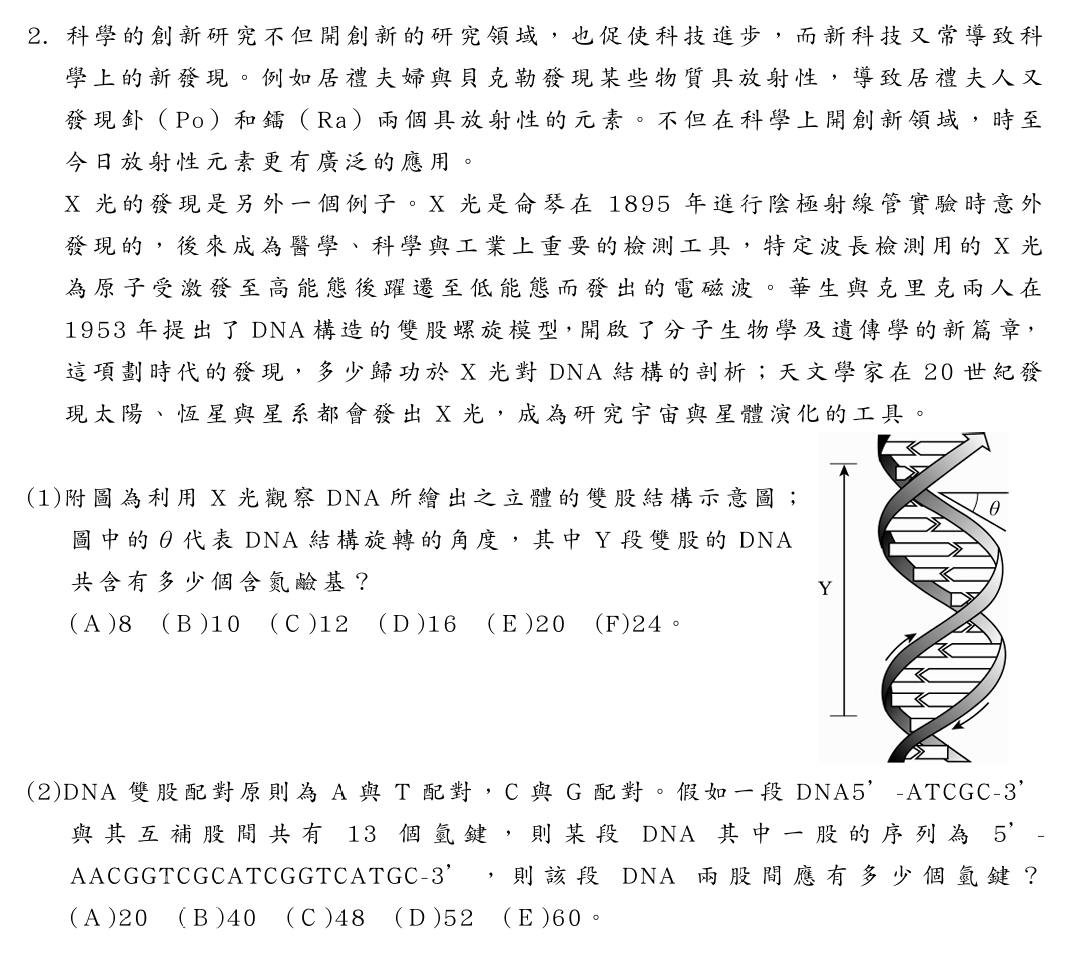 2. 科學的創新研究不但開創新的研究領域，也促使科技進步，而新科技又常導致科
學上的新發現。例如居禮夫婦與貝克勒發現某些物質具放射性，導致居禮夫人又
發現釙（Po）和鐳（Ra）兩個具放射性的元素。不但在科學上開創新領域，時至
今日放射性元素更有廣泛的應用。
X 光的發現是另外一個例子。X 光是侖琴在 1895 年進行陰極射線管實驗時意外
發現的，後來成為醫學、科學與工業上重要的檢測工具，特定波長檢測用的 X 光
為原子受激發至高能態後躍遷至低能態而發出的電磁波。華生與克里克兩人在
1953 年提出了 DNA 構造的雙股螺旋模型，開啟了分子生物學及遺傳學的新篇章，
這項劃時代的發現，多少歸功於 X 光對 DNA 結構的剖析；天文學家在 20 世紀發
現太陽、恆星與星系都會發出 X 光，成為研究宇宙與星體演化的工具。
(1)附圖為利用 X 光觀察 DNA 所繪出之立體的雙股結構示意圖；
圖中的 θ 代表 DNA 結構旋轉的角度，其中 Y 段雙股的 DNA
共含有多少個含氮鹼基？
(A)8 (B)10 (C)12 (D)16 (E)20 (F)24。
θ
Y
(2)DNA 雙股配對原則為 A 與 T 配對，C 與 G 配對。假如一段 DNA5’-ATCGC-3’
與其互補股間共有 13 個氫鍵，則某段 DNA 其中一股的序列為 5’-
AACGGTCGCATCGGTCATGC-3’，則該段 DNA 兩股間應有多少個氫鍵？
(A)20 (B)40 (C)48 (D)52 (E)60。